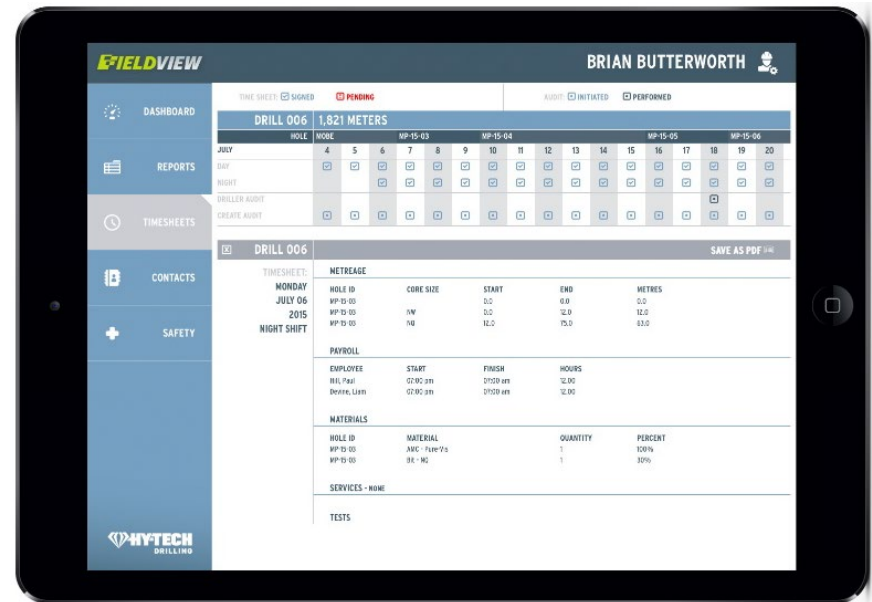 FIELDVIEW
BRIAN BUTTERWORTH
DASHBOARD
REPORTS
TIMESHEETS
CONTACTS
SAFETY
HY-TECH
DRILLING
TIME SHEET: SIGNED PENDING AUDIT: INITIATED PERFORMED
DRILL 006 1,821 METERS
HOLE MOBE MP-15-03 MP-15-04 MP-15-05 MP-15-06
JULY 4 5 6 7 8 9 10 11 12 13 14 15 16 17 18 19 20
DAY
NIGHT
DRILLER AUDIT
CREATE AUDIT
DRILL 006 SAVE AS PDF
TIMESHEET:
MONDAY
JULY 06
2015
NIGHT SHIFT
METREAGE
HOLE ID CORE SIZE START END METRES
MP-15-03 0.0 0.0 0.0
MP-15-03 NW 0.0 12.0 12.0
MP-15-03 NQ 12.0 75.0 63.0
PAYROLL
EMPLOYEE START FINISH HOURS
Hill, Paul 07:00 pm 07:00 am 12.00
Devine, Liam 07:00 pm 07:00 am 12.00
MATERIALS
HOLE ID MATERIAL QUANTITY PERCENT
MP-15-03 AMC - Pure-Vis 1 100%
MP-15-03 Bit - NQ 1 30%
SERVICES - NONE
TESTS